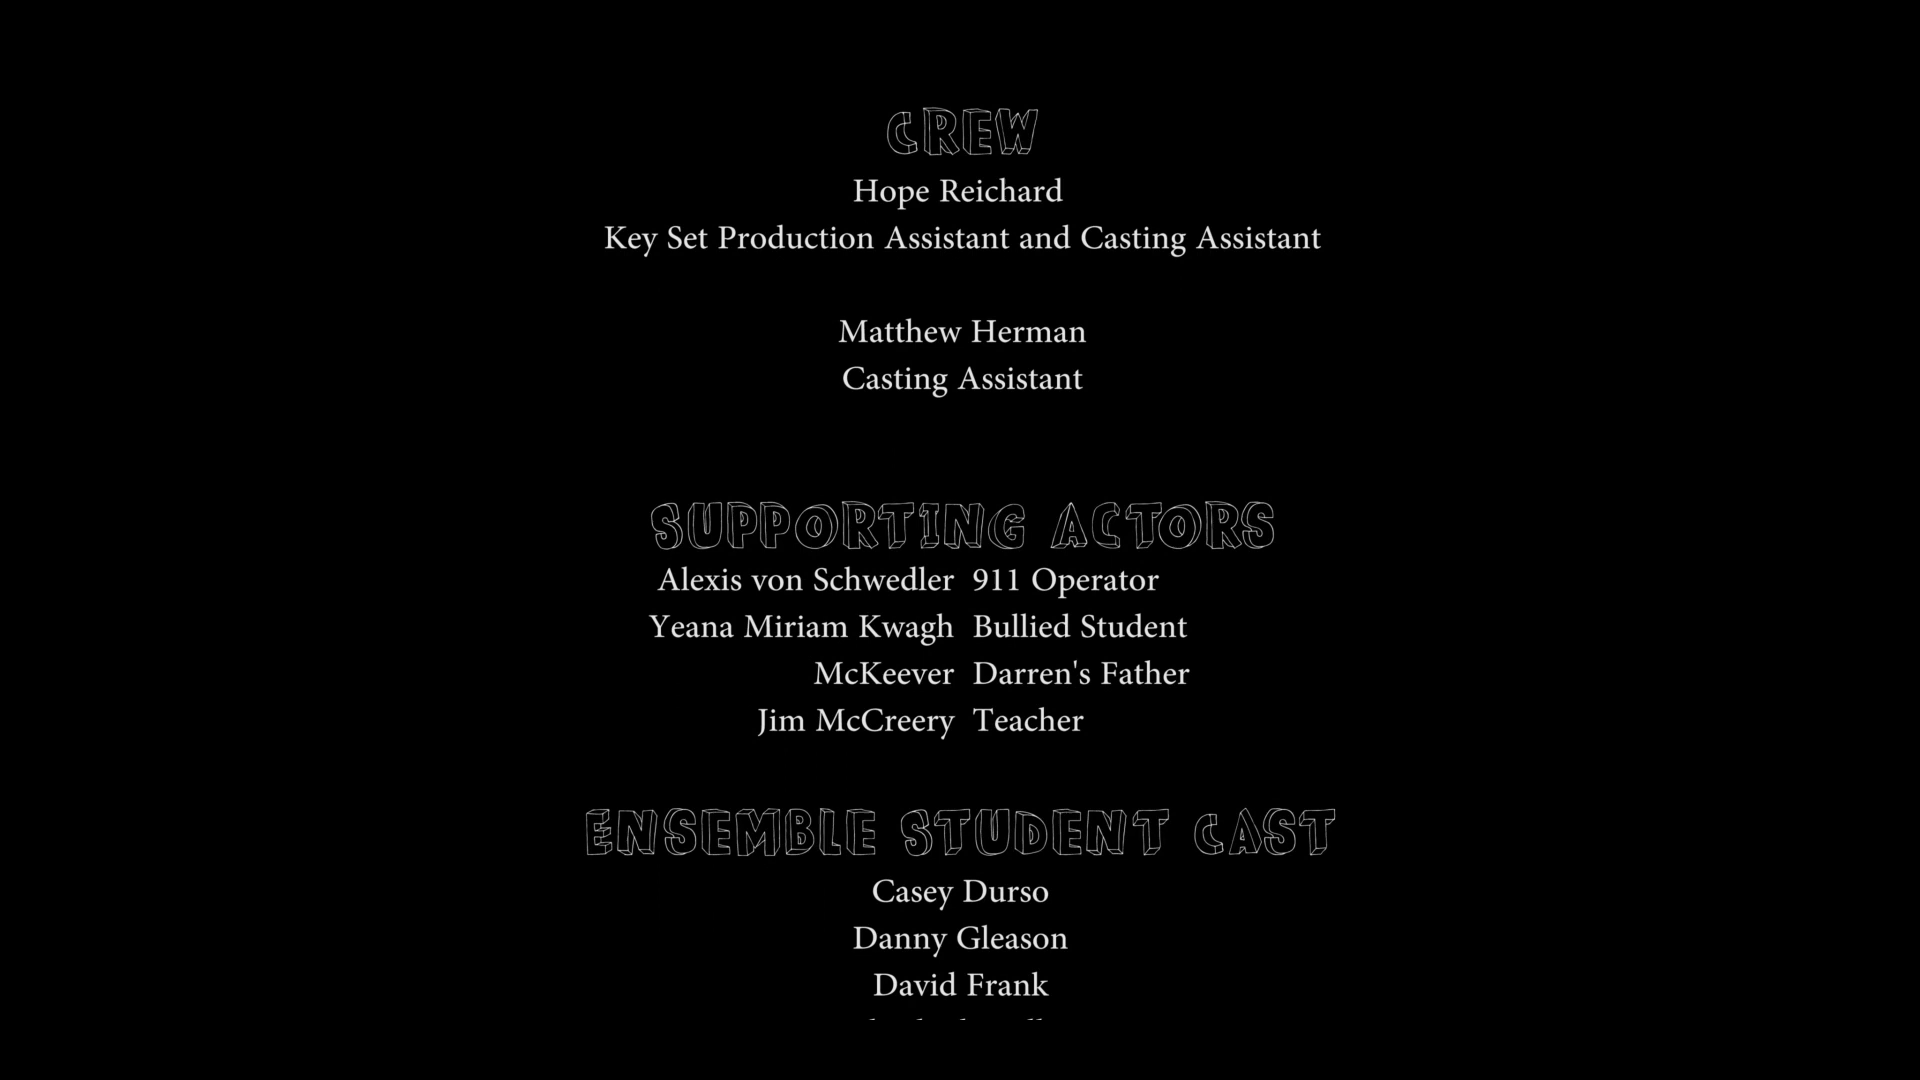 CREW
Hope Reichard
Key Set Production Assistant and Casting Assistant
Matthew Herman
Casting Assistant
SUPPORTING ACTORS
Alexis von Schwedler 911 Operator
Yeana Miriam Kwagh Bullied Student
McKeever Darren's Father
Jim McCreery Teacher
ENSEMBLE STUDENT CAST
Casey Durso
Danny Gleason
David Frank